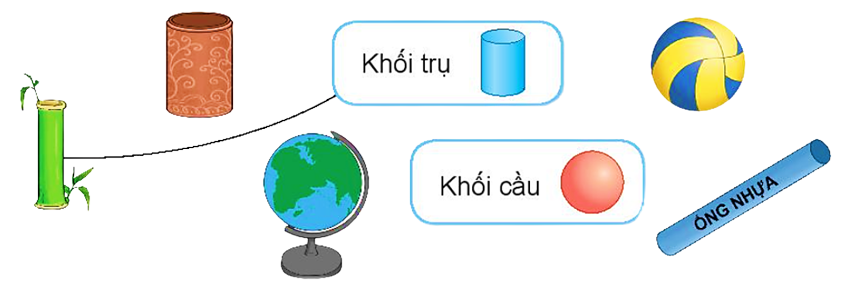 Khối trụ
Khối cầu
ỐNG NHỰA